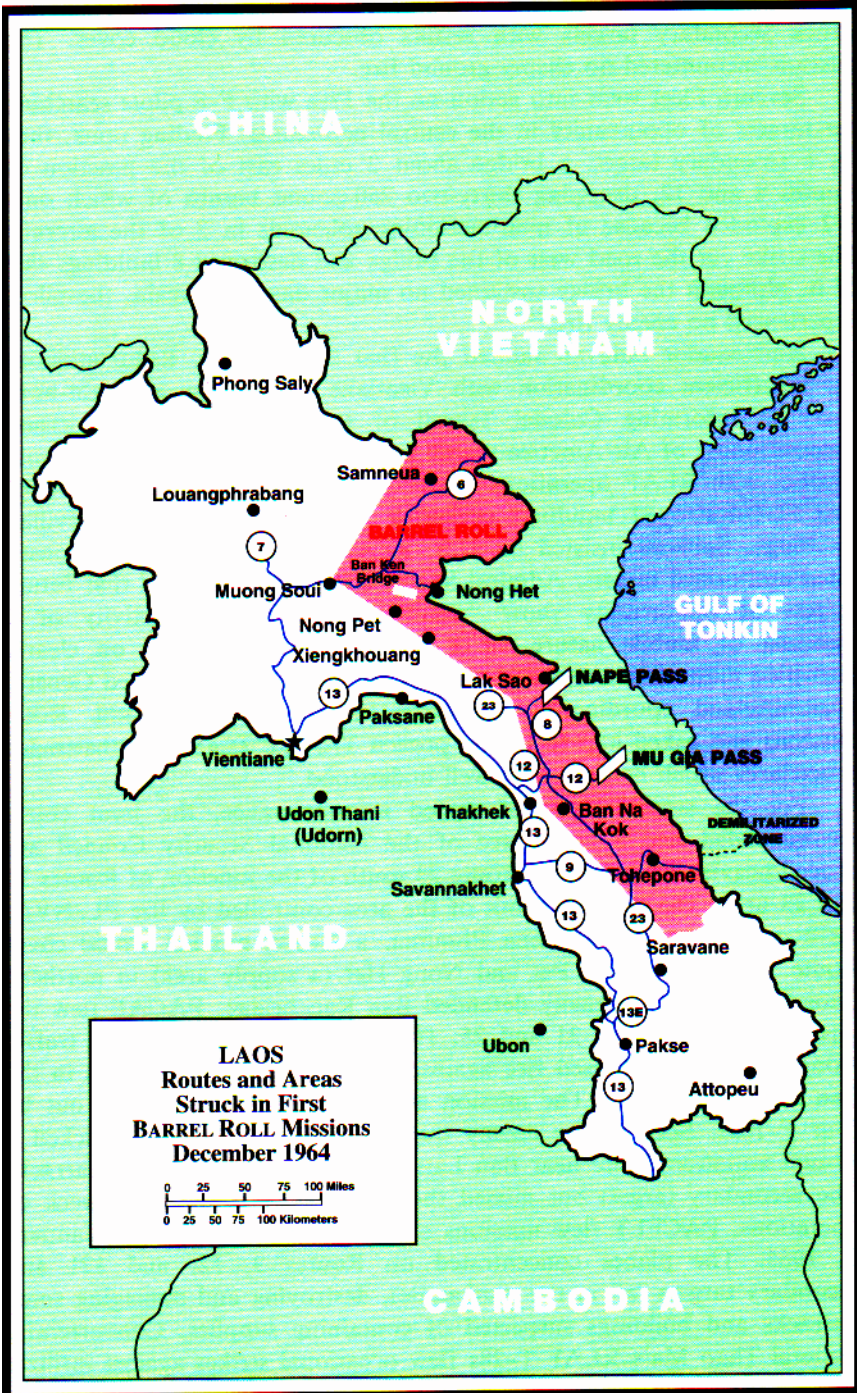 CHINA
NORTH
VIETNAM
Phong Saly
Samneua
6
Louangphrabang
BARREL ROLL
7
Ban Ken
Bridge
Muong Soui
Nong Het
GULF OF
TONKIN
Nong Pet
Xiengkhouang
Lak Sao
NAPE PASS
13
23
Paksane
8
Vientiane
MU GIA PASS
12
12
Udon Thani
(Udorn)
Thakhek
Ban Na
Kok
13
DEMILITARIZED
ZONE
9
Tchepone
Savannakhet
13
23
THAILAND
Saravane
13E
Ubon
Pakse
Attopeu
13
LAOS
Routes and Areas
Struck in First
BARREL ROLL Missions
December 1964
0 25 50 75 100 Miles
0 25 50 75 100 Kilometers
CAMBODIA